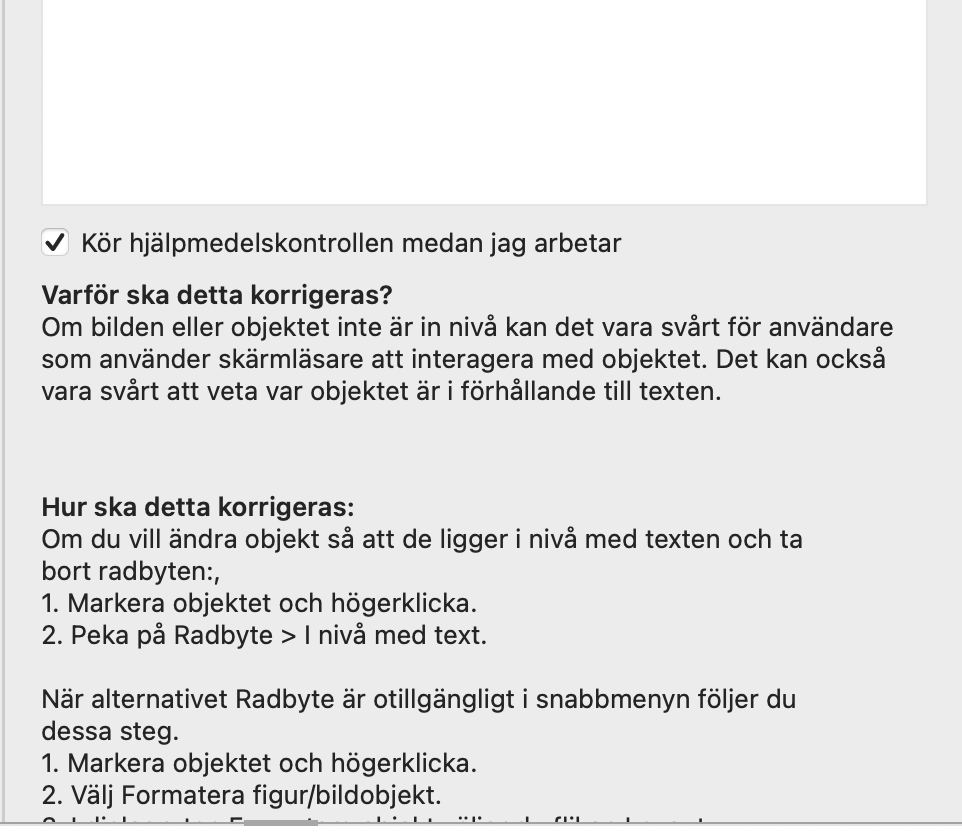 Kör hjälpmedelskontrollen medan jag arbetar
Varför ska detta korrigeras?
Om bilden eller objektet inte är in nivå kan det vara svårt för användare
som använder skärmläsare att interagera med objektet. Det kan också
vara svårt att veta var objektet är i förhållande till texten.
Hur ska detta korrigeras:
Om du vill ändra objekt så att de ligger i nivå med texten och ta
bort radbyten:,
1. Markera objektet och högerklicka.
2. Peka på Radbyte > I nivå med text.
När alternativet Radbyte är otillgängligt i snabbmenyn följer du
dessa steg.
1. Markera objektet och högerklicka.
2. Välj Formatera figur/bildobjekt.